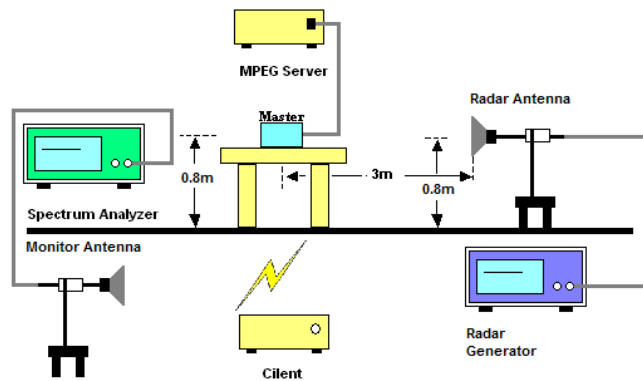 MPEG Server
Master
Radar Antenna
0.8m
3m
0.8m
Spectrum Analyzer
Monitor Antenna
Radar
Generator
Cilent